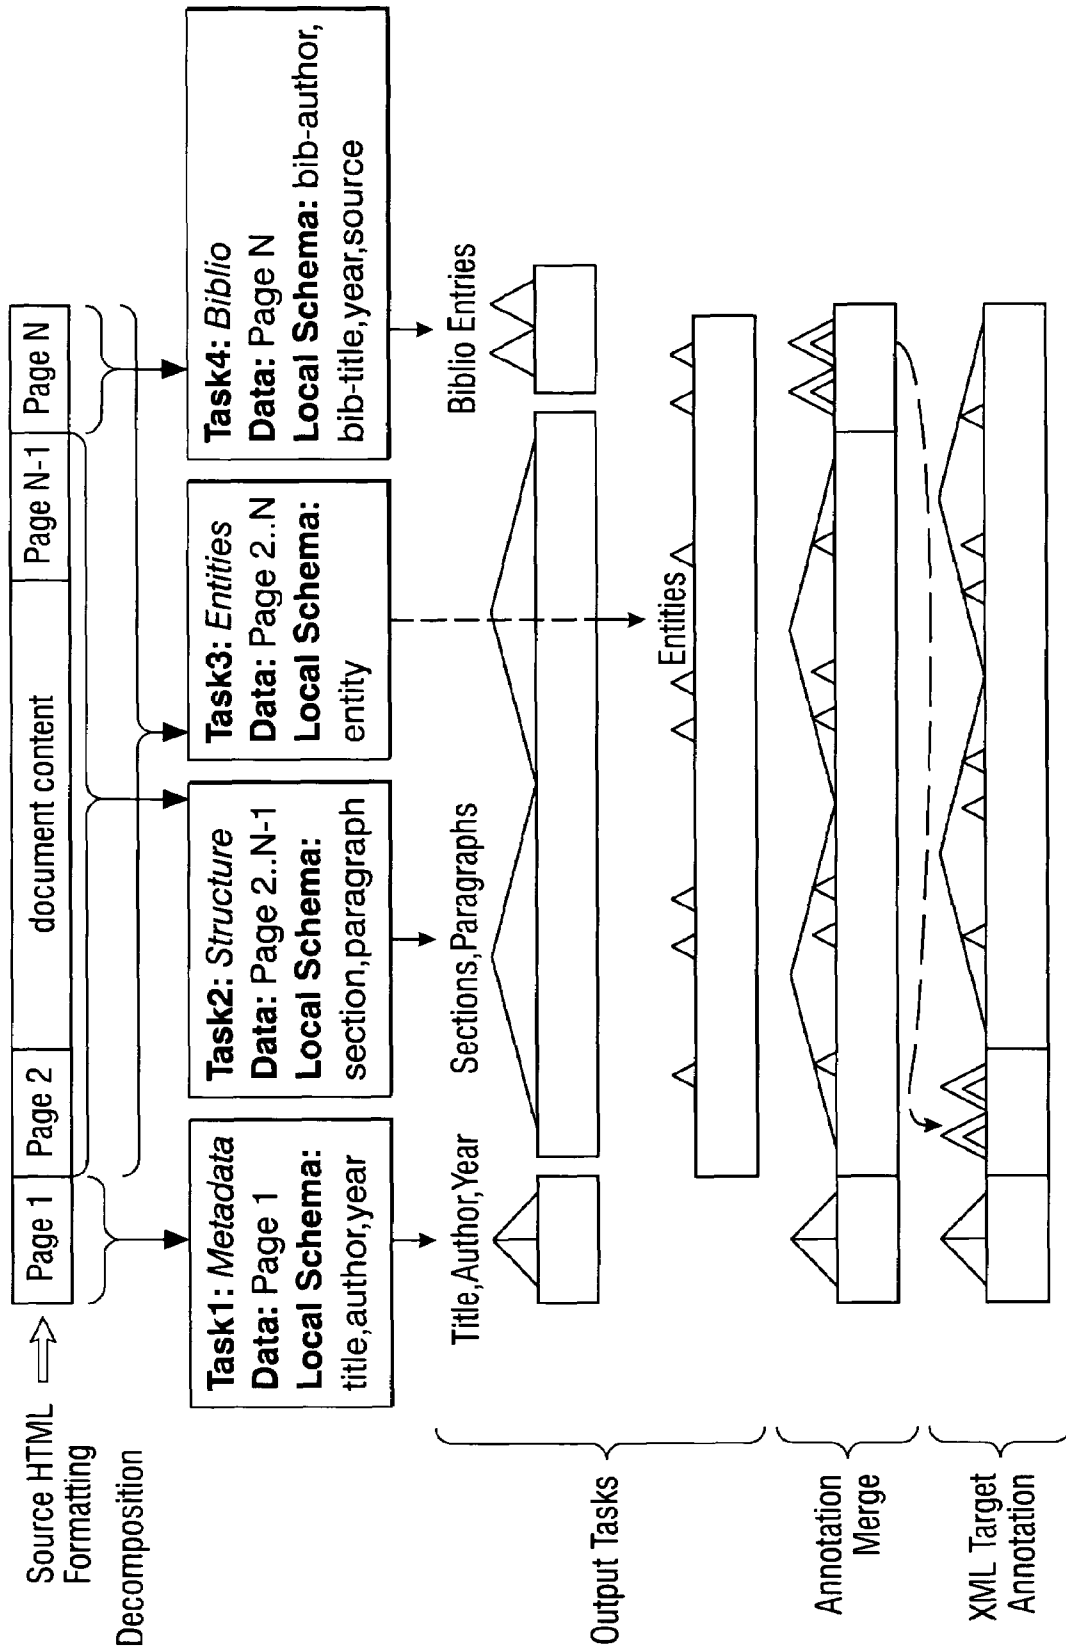 Source HTML
Formatting
Page 1
Page 2
document content
Page N-1
Page N
Decomposition
Task1: Metadata
Data: Page 1
Local Schema:
title,author,year
Task2: Structure
Data: Page 2..N-1
Local Schema:
section,paragraph
Task3: Entities
Data: Page 2..N
Local Schema:
entity
Task4: Biblio
Data: Page N
Local Schema: bib-author,
bib-title,year,source
Title,Author,Year
Sections,Paragraphs
Biblio Entries
Output Tasks
Entities
Annotation
Merge
XML Target
Annotation